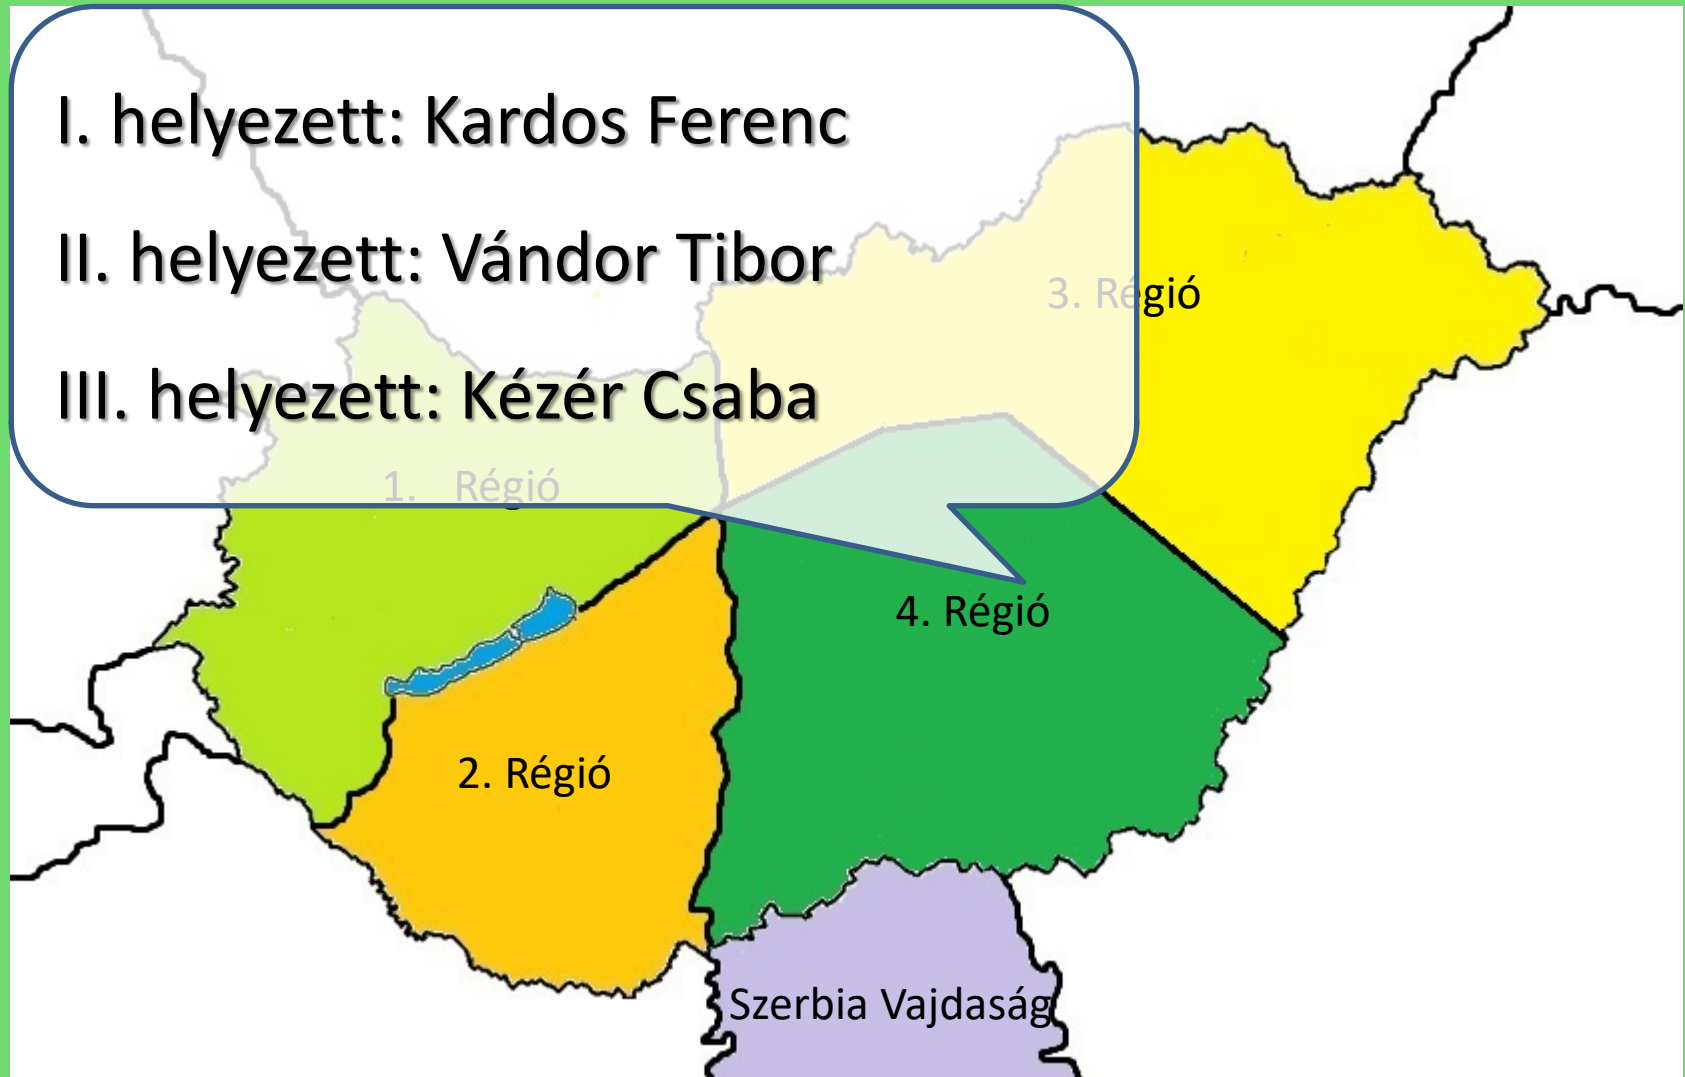 I. helyezett: Kardos Ferenc
II. helyezett: Vándor Tibor
3. Régió
III. helyezett: Kézér Csaba
1. Régió
4. Régió
2. Régió
Szerbia Vajdaság